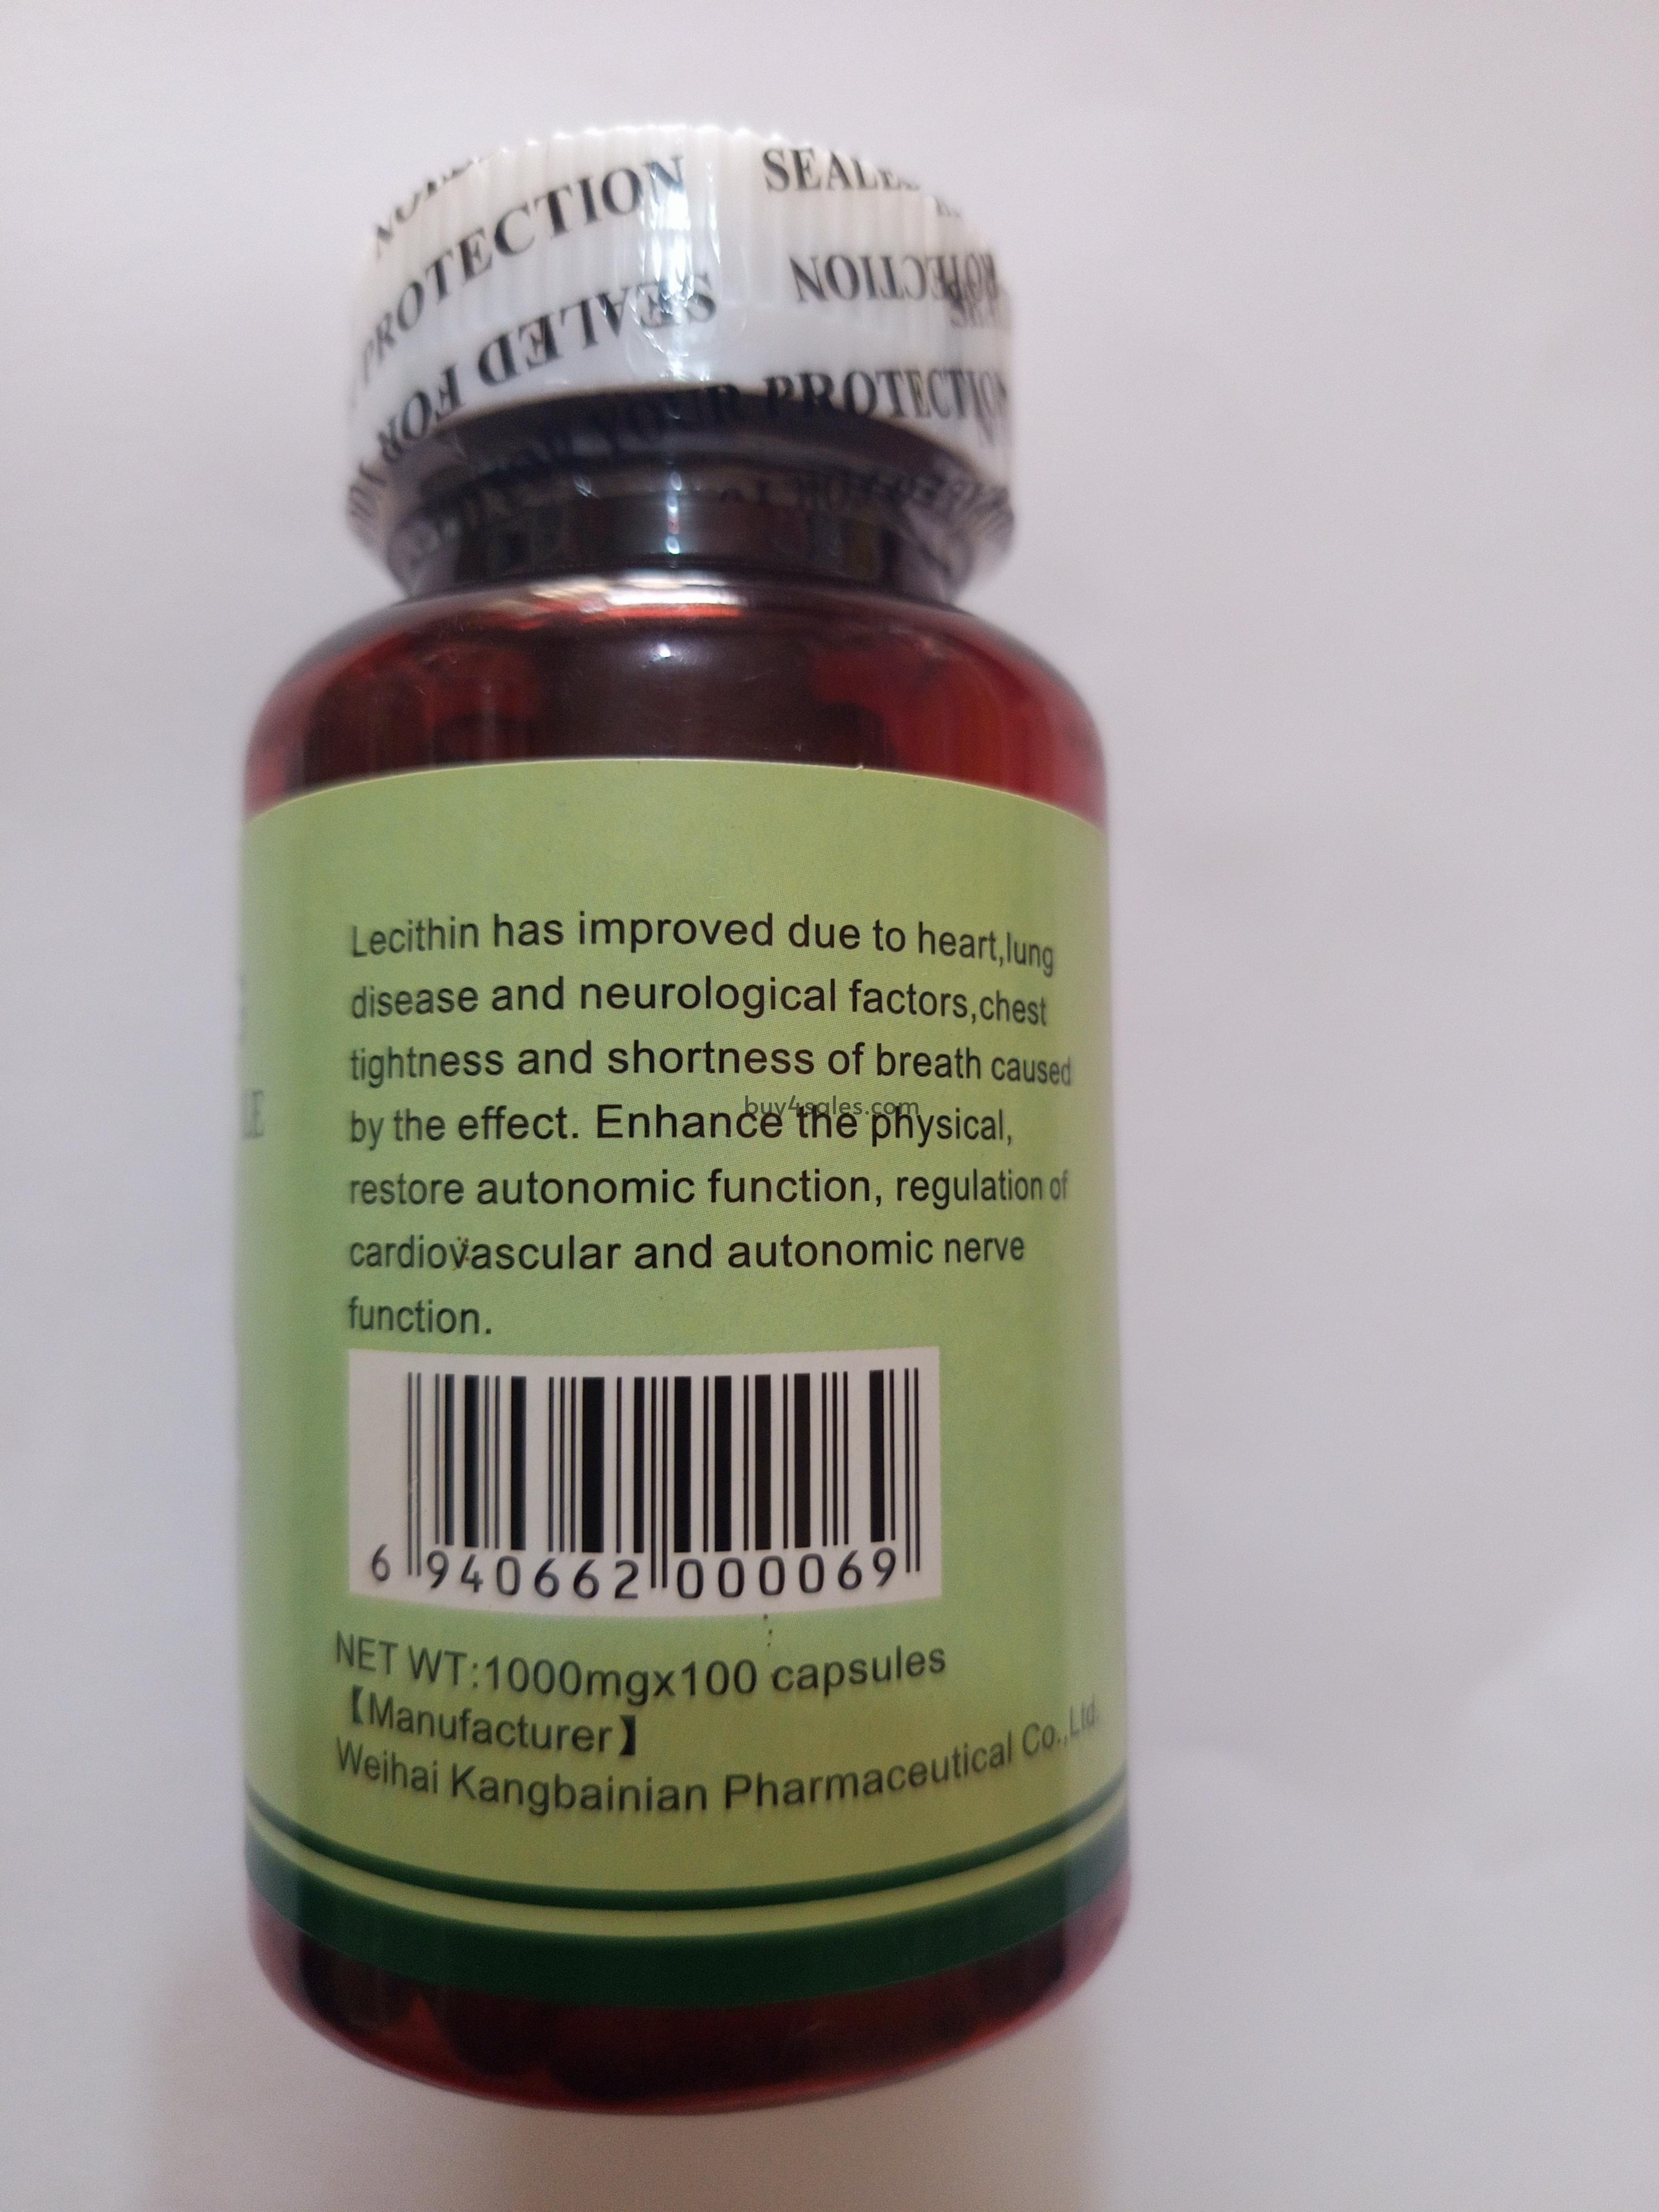 PROTECTION
SEALED FOR
PROTECTION
YOUR PROTECTION
Lecithin has improved due to heart,lung
disease and neurological factors,chest
tightness and shortness of breath caused
by the effect. Enhance the physical,
buy4sales.com
restore autonomic function, regulation of
cardiovascular and autonomic nerve
function.
6 940662 000069
NET WT:1000mgx100 capsules
【Manufacturer】
Weihai Kangbainian Pharmaceutical Co.,Ltd.